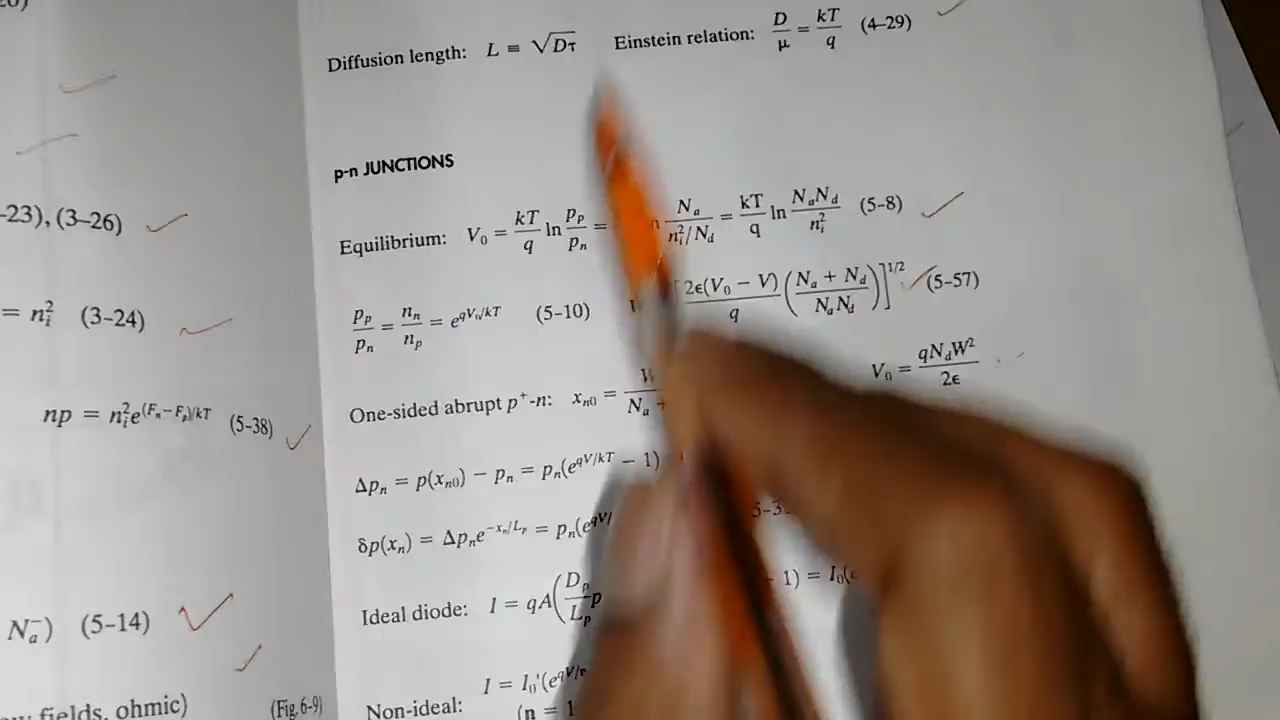 -23), (3–26)
= n_i^2 (3–24)
np = n_i^2 e^{(F_n − F_p)/kT} (5–38)
N_a^−) (5–14)
fields, ohmic) (Fig. 6–9)
Diffusion length: L ≡ √Dτ Einstein relation: D/μ = kT/q (4–29)
p-n JUNCTIONS
Equilibrium: V_0 = kT/q ln p_p/p_n = N_a/(n_i^2/N_d) = kT/q ln N_aN_d/n_i^2 (5–8)
p_p/p_n = n_n/n_p = e^{qV_0/kT} (5–10) [2ϵ(V_0 − V)/q (N_a + N_d/N_aN_d)]^{1/2} (5–57)
One-sided abrupt p^+-n: x_{n0} = N_a + V_0 = qN_dW^2/2ϵ
Δp_n = p(x_{n0}) − p_n = p_n(e^{qV/kT} − 1)
δp(x_n) = Δp_n e^{−x_n/L_p} = p_n(e^{qV/
Ideal diode: I = qA(D_p/L_p p − 1) = I_0(
I = I_0′(e^{qV/
Non-ideal: (n = 1